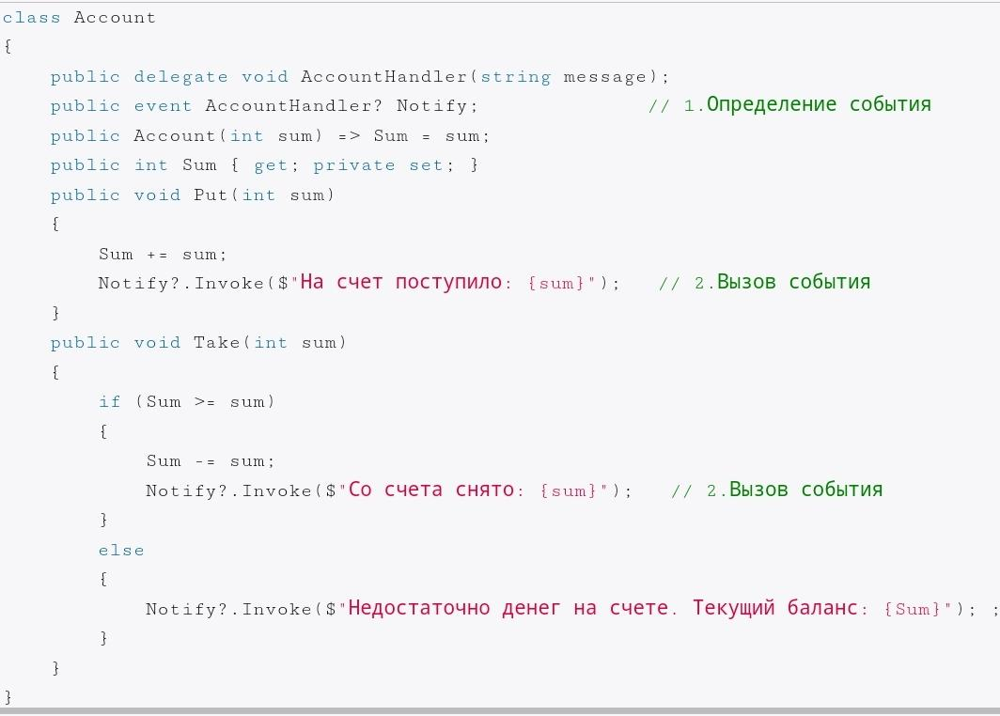 class Account
{
    public delegate void AccountHandler(string message);
    public event AccountHandler? Notify;              // 1.Определение события
    public Account(int sum) => Sum = sum;
    public int Sum { get; private set; }
    public void Put(int sum)
    {
        Sum += sum;
        Notify?.Invoke($"На счет поступило: {sum}");   // 2.Вызов события
    }
    public void Take(int sum)
    {
        if (Sum >= sum)
        {
            Sum -= sum;
            Notify?.Invoke($"Со счета снято: {sum}");   // 2.Вызов события
        }
        else
        {
            Notify?.Invoke($"Недостаточно денег на счете. Текущий баланс: {Sum}"); ;
        }
    }
}